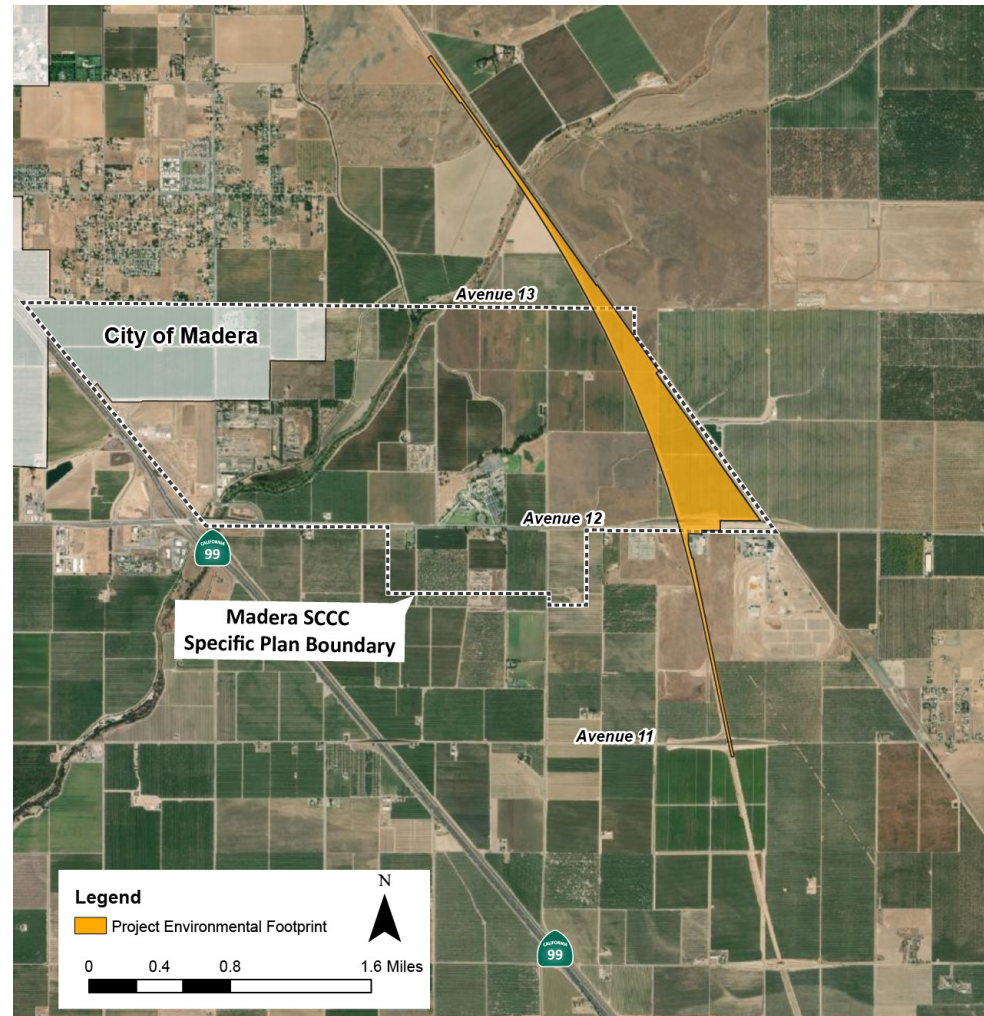 Avenue 13
City of Madera
Avenue 12
CALIFORNIA
99
Madera SCCC
Specific Plan Boundary
Avenue 11
Legend
Project Environmental Footprint
N
0 0.4 0.8 1.6 Miles
CALIFORNIA
99